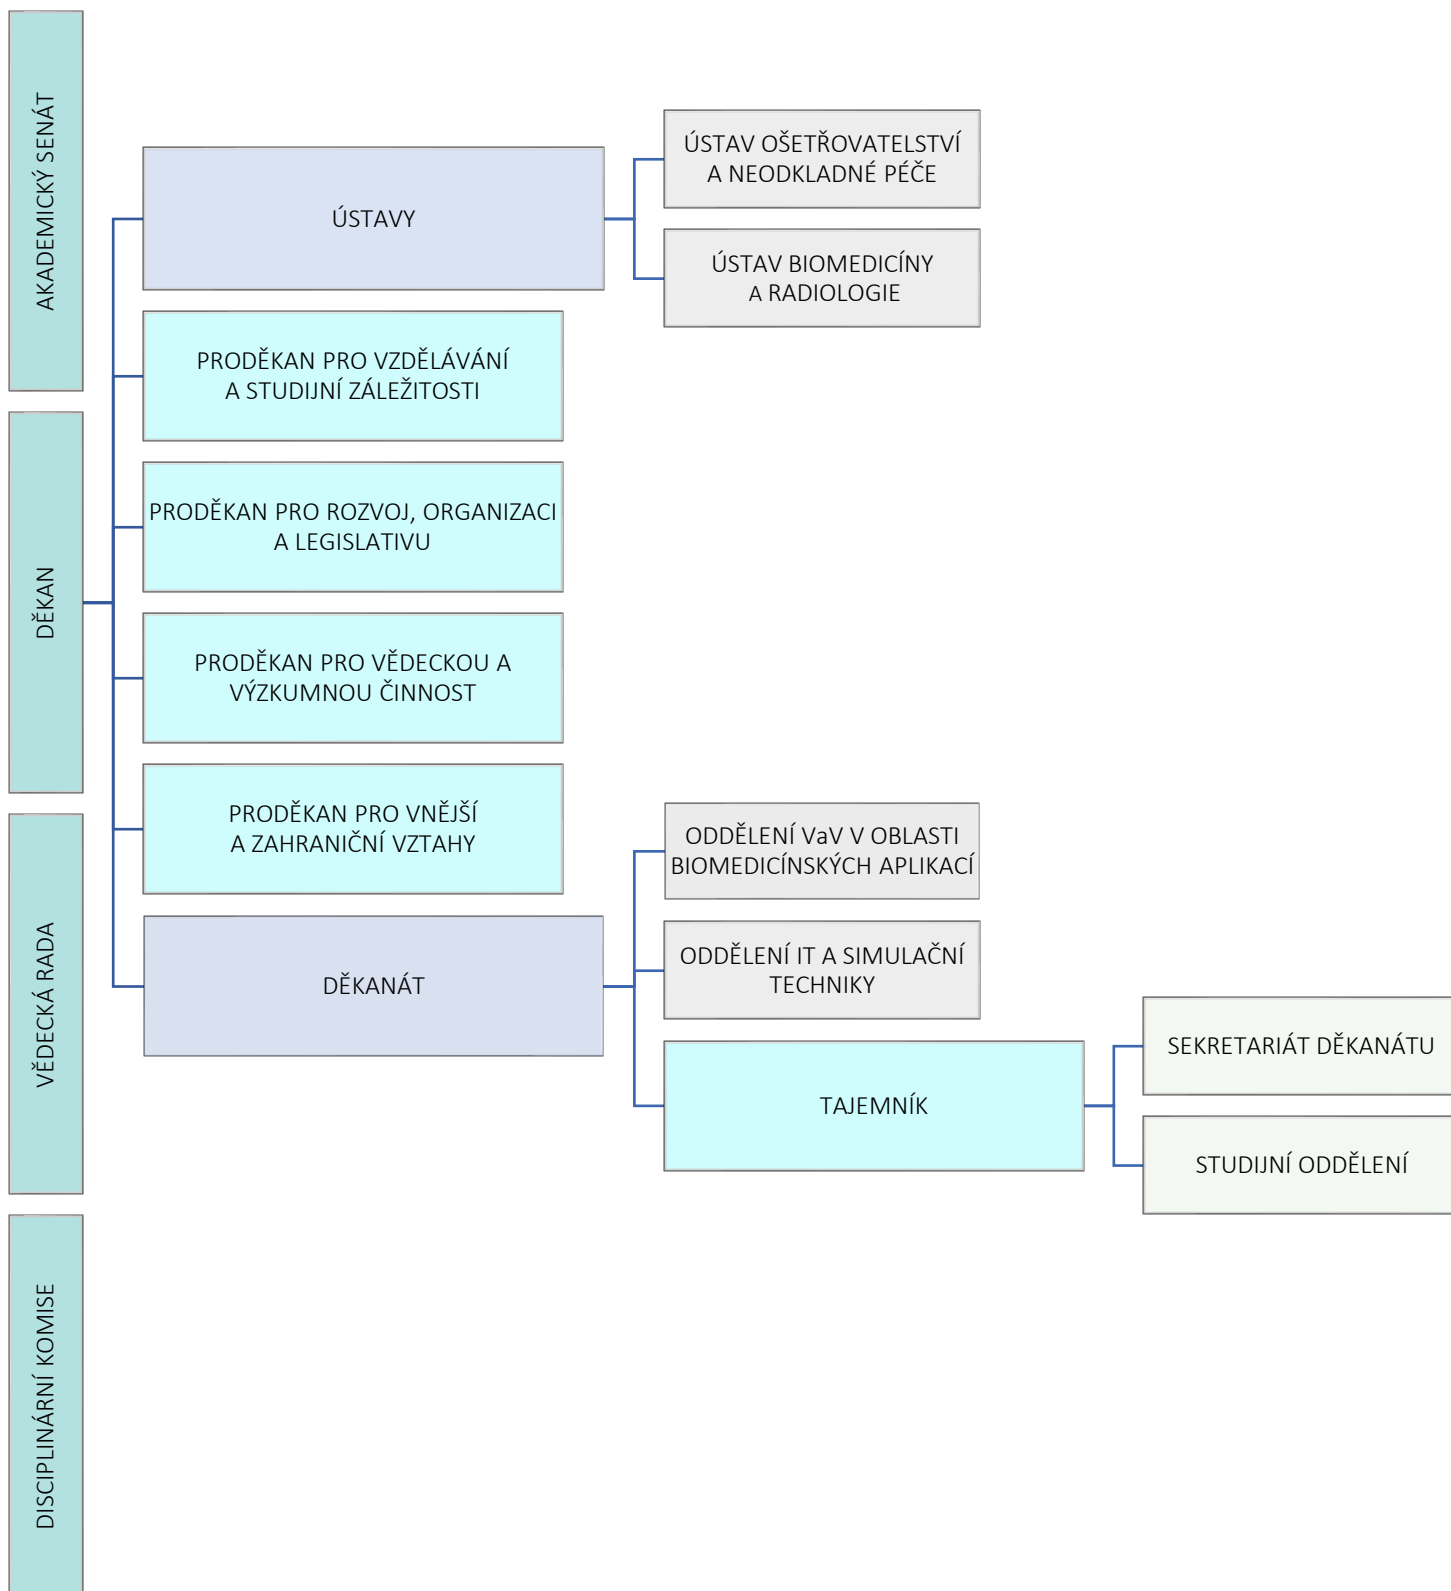 AKADEMICKÝ SENÁT
DĚKAN
VĚDECKÁ RADA
DISCIPLINÁRNÍ KOMISE
ÚSTAVY
ÚSTAV OŠETŘOVATELSTVÍ
A NEODKLADNÉ PÉČE
ÚSTAV BIOMEDICÍNY
A RADIOLOGIE
PRODĚKAN PRO VZDĚLÁVÁNÍ
A STUDIJNÍ ZÁLEŽITOSTI
PRODĚKAN PRO ROZVOJ, ORGANIZACI
A LEGISLATIVU
PRODĚKAN PRO VĚDECKOU A
VÝZKUMNOU ČINNOST
PRODĚKAN PRO VNĚJŠÍ
A ZAHRANIČNÍ VZTAHY
DĚKANÁT
ODDĚLENÍ VaV V OBLASTI
BIOMEDICÍNSKÝCH APLIKACÍ
ODDĚLENÍ IT A SIMULAČNÍ
TECHNIKY
TAJEMNÍK
SEKRETARIÁT DĚKANÁTU
STUDIJNÍ ODDĚLENÍ